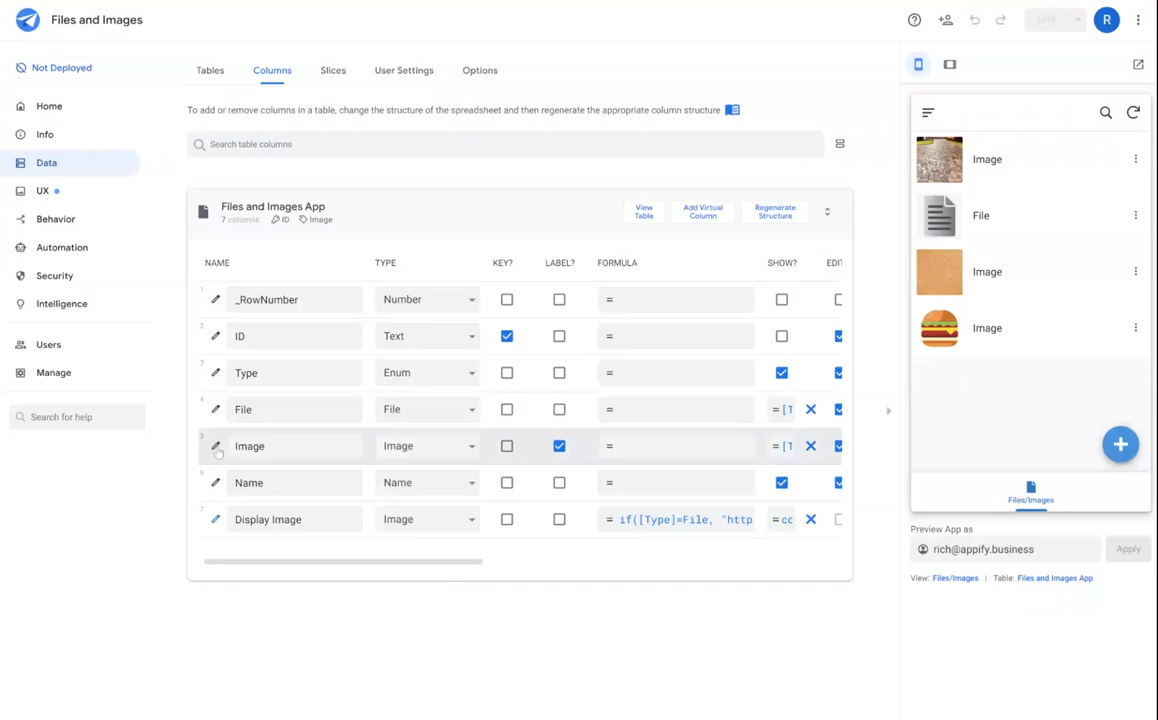 Files and Images
SAVE
R
Not Deployed
Home
Info
Data
UX
Behavior
Automation
Security
Intelligence
Users
Manage
Search for help
Tables
Columns
Slices
User Settings
Options
To add or remove columns in a table, change the structure of the spreadsheet and then regenerate the appropriate column structure
Search table columns
Files and Images App
7 columns: ID Image
View Table
Add Virtual Column
Regenerate Structure
NAME TYPE KEY? LABEL? FORMULA SHOW? EDIT
1 _RowNumber Number =
2 ID Text =
3 Type Enum =
4 File File = =[T
5 Image Image = =[T
6 Name Name =
7 Display Image Image = if([Type]=File, "http =cc
Image
File
Image
Image
Files/Images
Preview App as
rich@appify.business
Apply
View: Files/Images | Table: Files and Images App